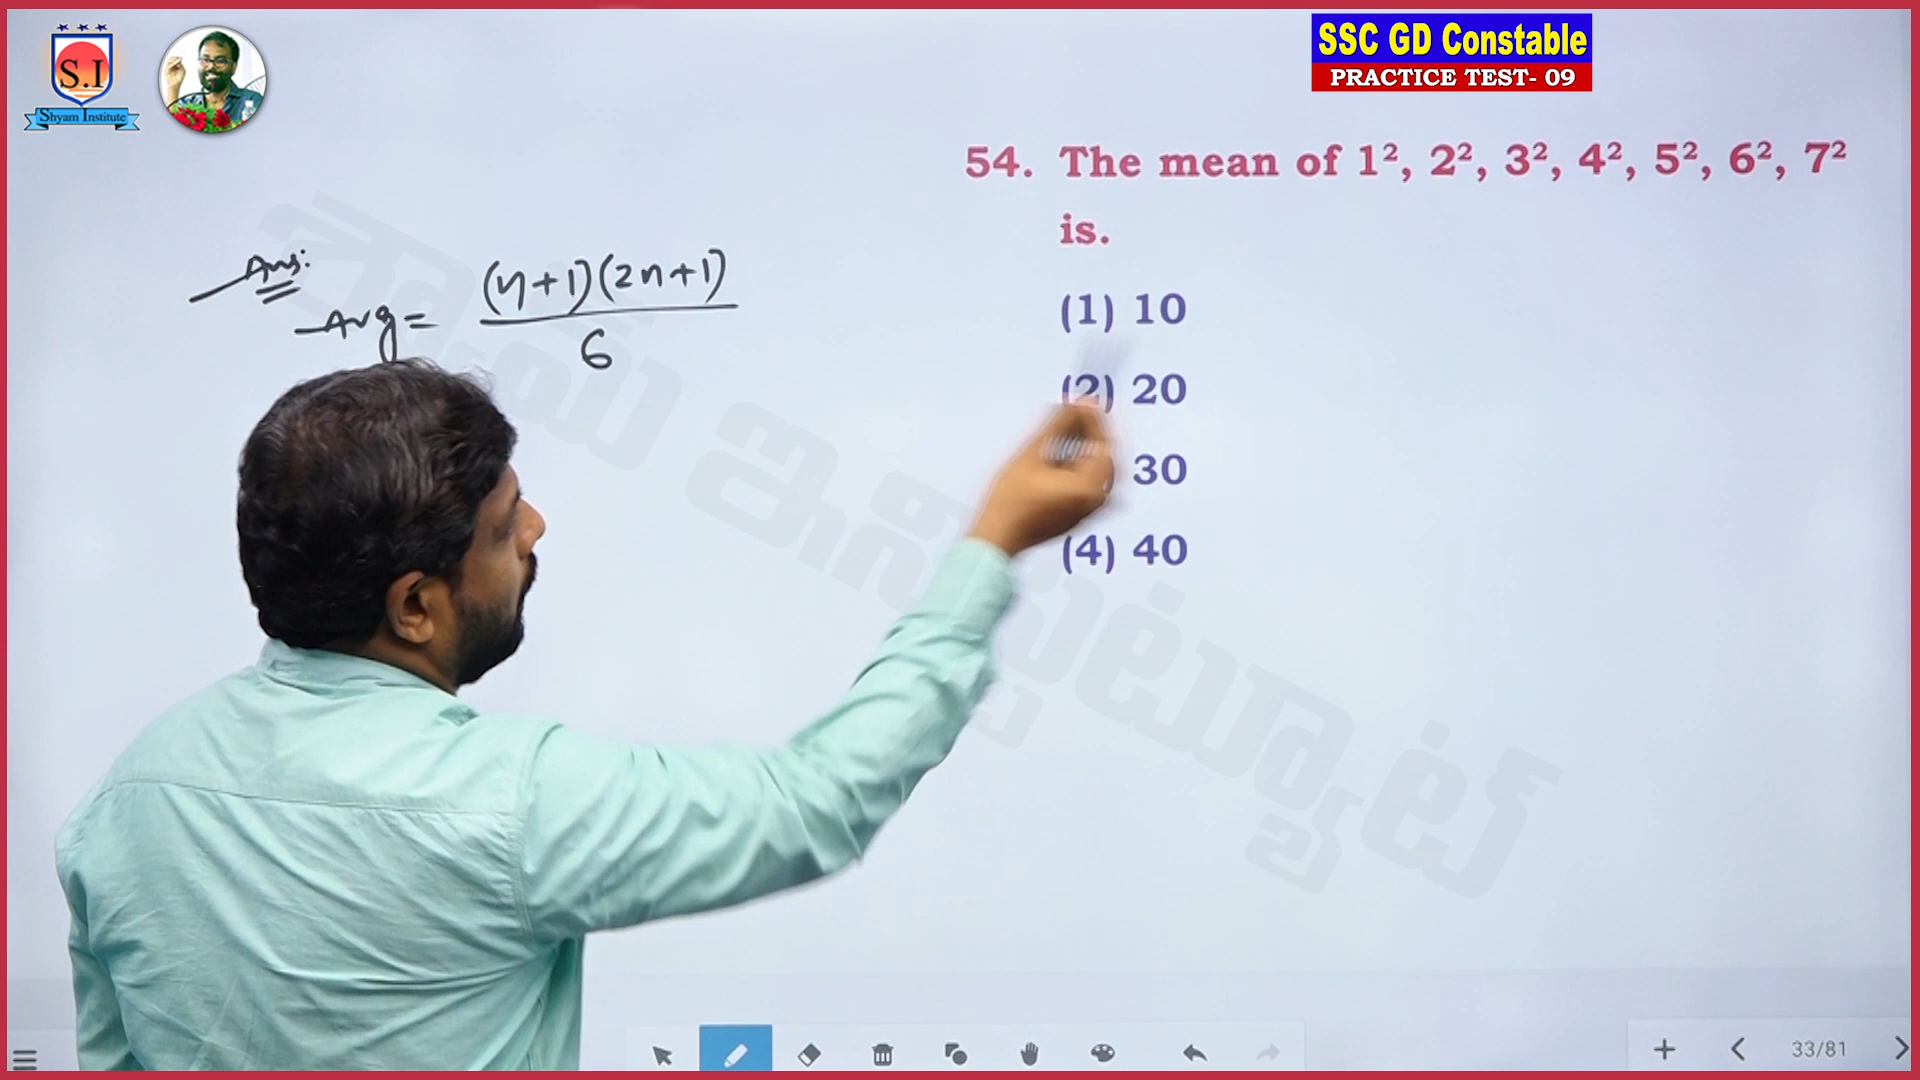 S.I
Shyam Institute
SSC GD Constable
PRACTICE TEST- 09
54. The mean of 1², 2², 3², 4², 5², 6², 7²
is.
(1) 10
(2) 20
30
(4) 40
Ans:
Avg = (n+1)(2n+1)
6
శ్యామ్ ఇన్‌స్టిట్యూట్
33/81